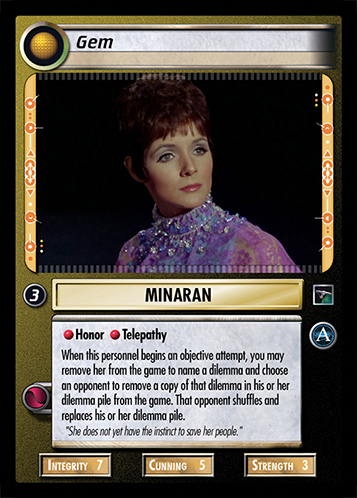 Gem
3
MINARAN
Honor Telepathy
When this personnel begins an objective attempt, you may
remove her from the game to name a dilemma and choose
an opponent to remove a copy of that dilemma in his or her
dilemma pile from the game. That opponent shuffles and
replaces his or her dilemma pile.
"She does not yet have the instinct to save her people."
A
INTEGRITY 7 CUNNING 5 STRENGTH 3